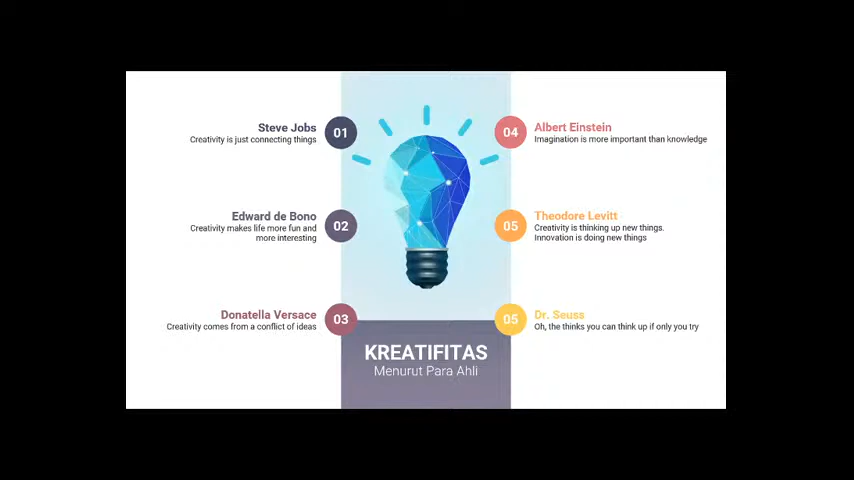 Steve Jobs
Creativity is just connecting things
01
Edward de Bono
Creativity makes life more fun and
more interesting
02
Donatella Versace
Creativity comes from a conflict of ideas
03
04
Albert Einstein
Imagination is more important than knowledge
05
Theodore Levitt
Creativity is thinking up new things.
Innovation is doing new things
05
Dr. Seuss
Oh, the thinks you can think up if only you try
KREATIFITAS
Menurut Para Ahli